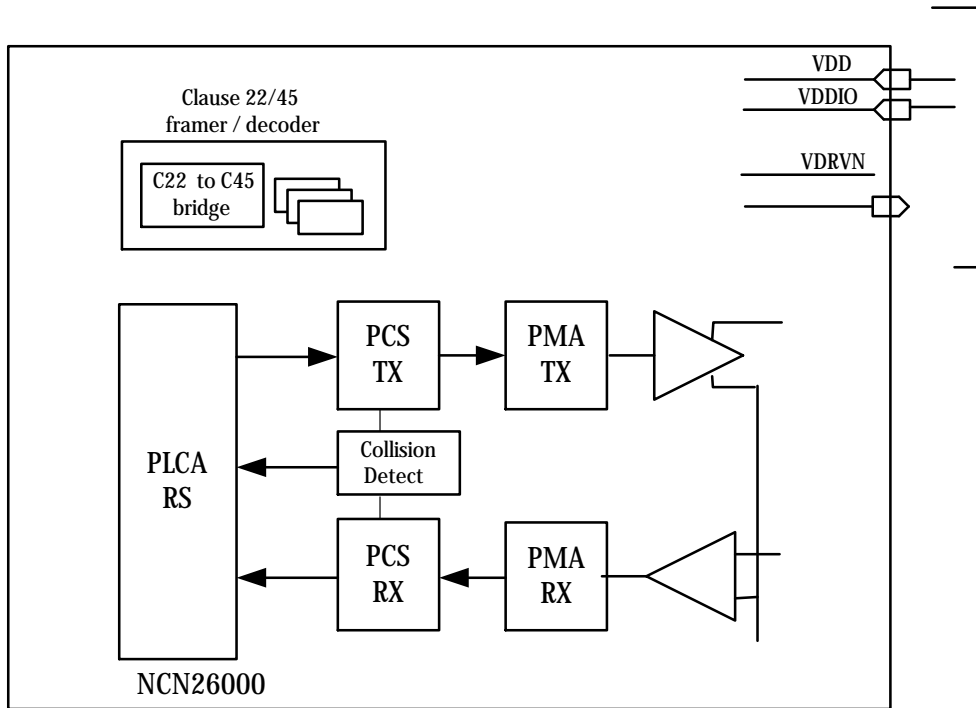 VDD
VDDIO
VDRVN
Clause 22/45
framer / decoder
C22 to C45
bridge
PLCA
RS
PCS
TX
PMA
TX
Collision
Detect
PCS
RX
PMA
RX
NCN26000